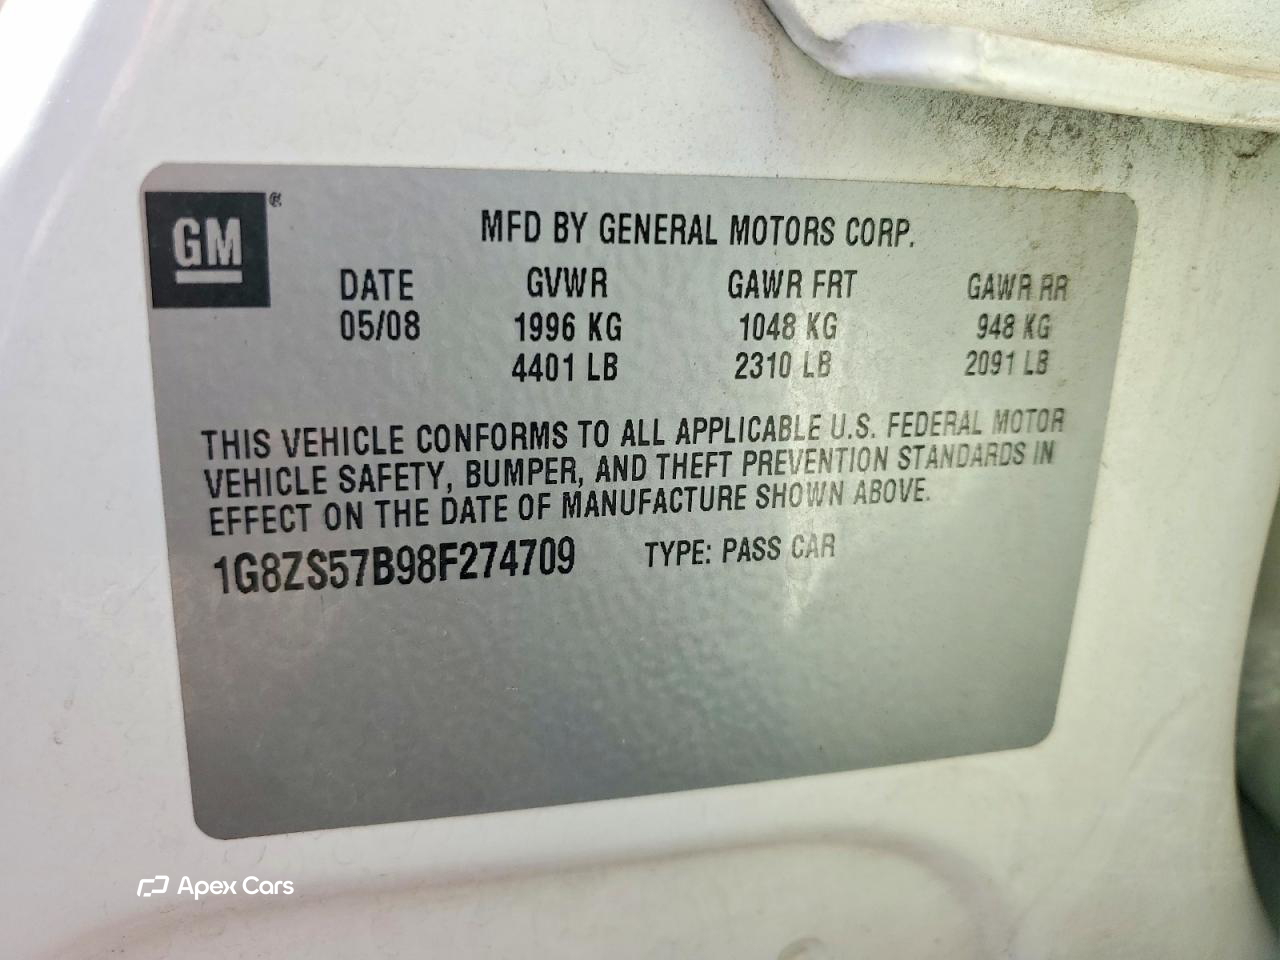 GM ®
MFD BY GENERAL MOTORS CORP.
DATE GVWR GAWR FRT GAWR RR
05/08 1996 KG 1048 KG 948 KG
4401 LB 2310 LB 2091 LB
THIS VEHICLE CONFORMS TO ALL APPLICABLE U.S. FEDERAL MOTOR
VEHICLE SAFETY, BUMPER, AND THEFT PREVENTION STANDARDS IN
EFFECT ON THE DATE OF MANUFACTURE SHOWN ABOVE.
1G8ZS57B98F274709 TYPE: PASS CAR
Apex Cars